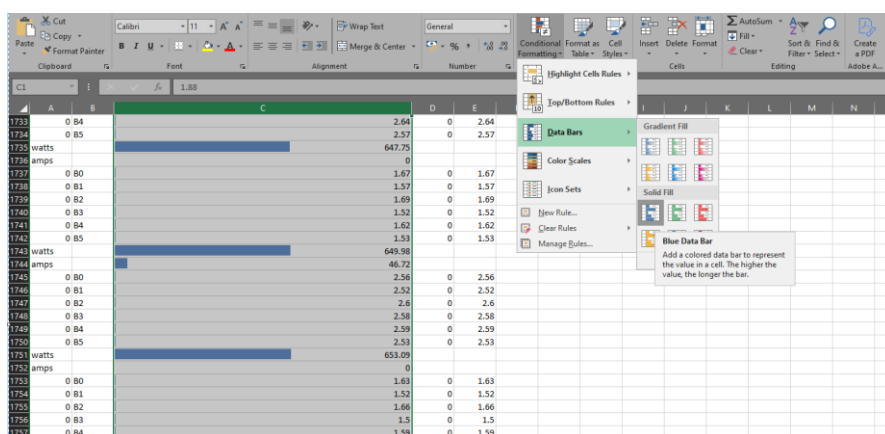 Cut
Copy
Format Painter
Paste
Clipboard
Calibri 11 A A
B I U A
Font
Wrap Text
Merge & Center
Alignment
General
% 9
Number
Conditional Formatting
Format as Table
Cell Styles
Insert Delete Format
Cells
AutoSum
Fill
Clear
Sort & Filter
Find & Select
Editing
Create a PDF
Adobe A...
C1 fx 1.88
A B C D E I J K L M N
1733 0 B4 2.64 0 2.64
1734 0 B5 2.57 0 2.57
1735 watts 647.75
1736 amps 0
1737 0 B0 1.67 0 1.67
1738 0 B1 1.57 0 1.57
1739 0 B2 1.69 0 1.69
1740 0 B3 1.52 0 1.52
1741 0 B4 1.62 0 1.62
1742 0 B5 1.53 0 1.53
1743 watts 649.98
1744 amps 46.72
1745 0 B0 2.56 0 2.56
1746 0 B1 2.52 0 2.52
1747 0 B2 2.6 0 2.6
1748 0 B3 2.58 0 2.58
1749 0 B4 2.59 0 2.59
1750 0 B5 2.53 0 2.53
1751 watts 653.09
1752 amps 0
1753 0 B0 1.63 0 1.63
1754 0 B1 1.52 0 1.52
1755 0 B2 1.66 0 1.66
1756 0 B3 1.5 0 1.5
1757 0 B4 1.59 0 1.59
Highlight Cells Rules
Top/Bottom Rules
10
Data Bars
Color Scales
Icon Sets
New Rule...
Clear Rules
Manage Rules...
Gradient Fill
Solid Fill
Blue Data Bar
Add a colored data bar to represent
the value in a cell. The higher the
value, the longer the bar.